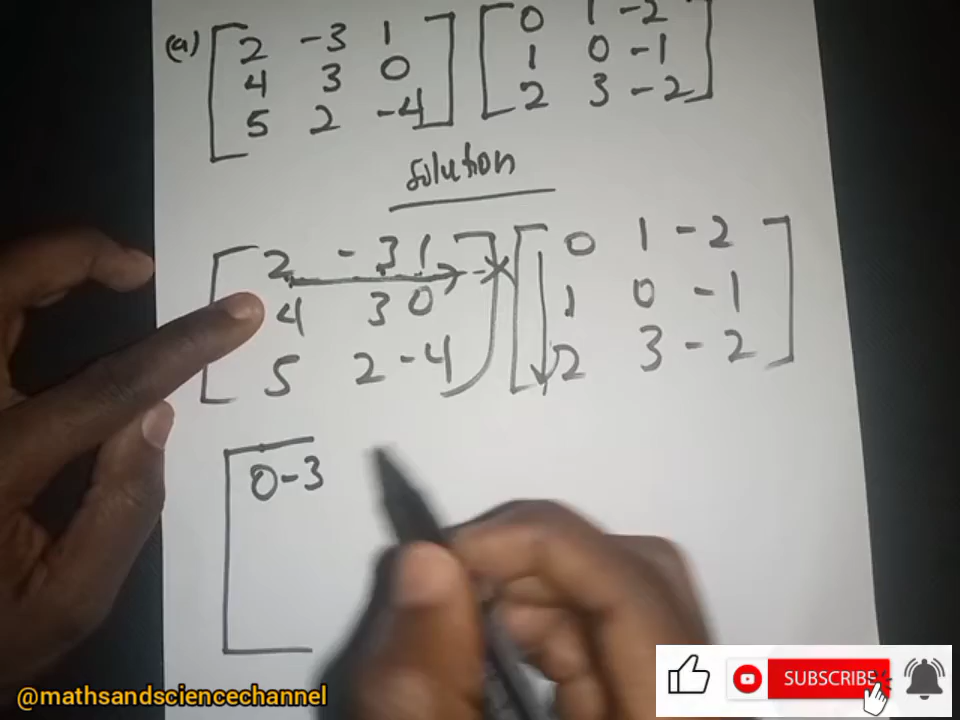 (a) [2 -3 1] [0 1 -2]
[4 3 0] [1 0 -1]
[5 2 -4] [2 3 -2]
Solution
[2 -3 1] × [0 1 -2]
[4 3 0] [1 0 -1]
[5 2 -4] [2 3 -2]
[0-3
@mathsandsciencechannel
SUBSCRIBE